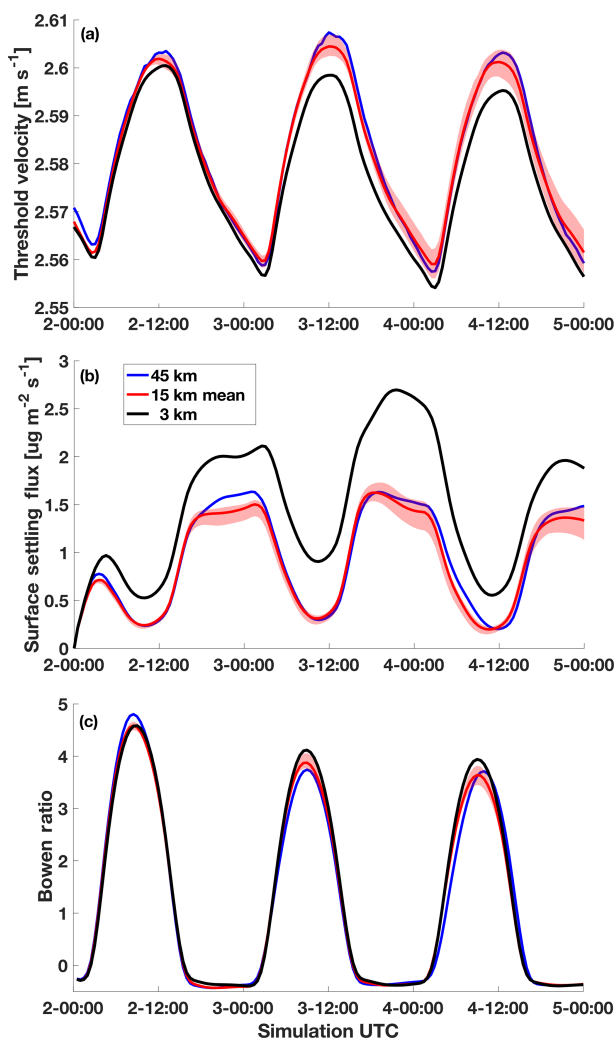 (a)
Threshold velocity [m s⁻¹]
2.61
2.6
2.59
2.58
2.57
2.56
2.55
2-00:00 2-12:00 3-00:00 3-12:00 4-00:00 4-12:00 5-00:00
(b)
Surface settling flux [ug m⁻² s⁻¹]
3
2.5
2
1.5
1
0.5
0
45 km
15 km mean
3 km
2-00:00 2-12:00 3-00:00 3-12:00 4-00:00 4-12:00 5-00:00
(c)
Bowen ratio
5
4
3
2
1
0
2-00:00 2-12:00 3-00:00 3-12:00 4-00:00 4-12:00 5-00:00
Simulation UTC